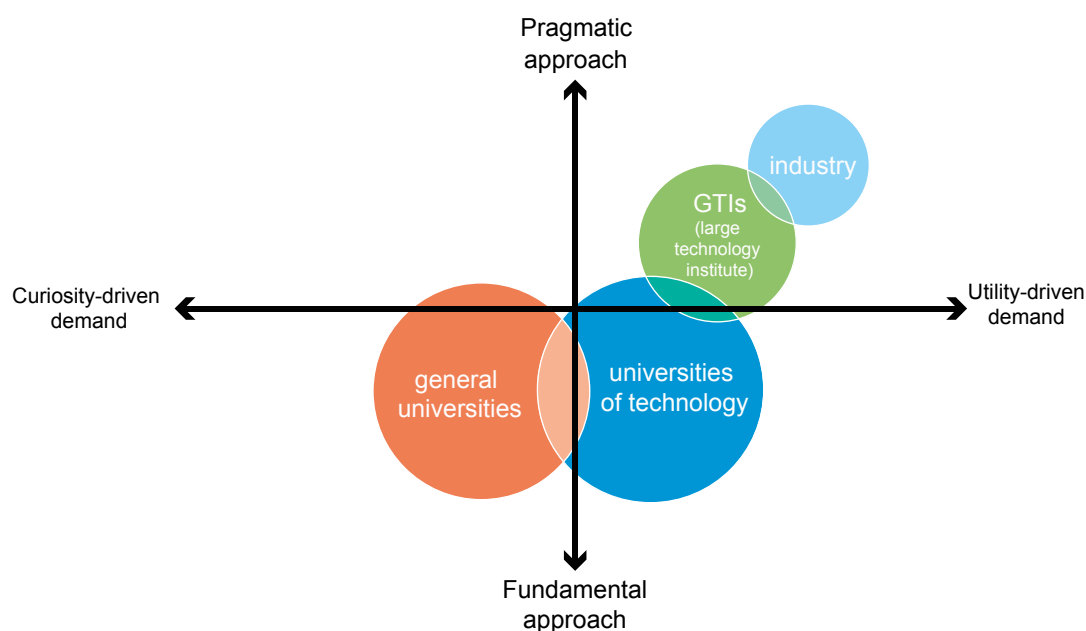 Pragmatic
approach
industry
GTIs
(large
technology
institute)
Curiosity-driven
demand
Utility-driven
demand
general
universities
universities
of technology
Fundamental
approach